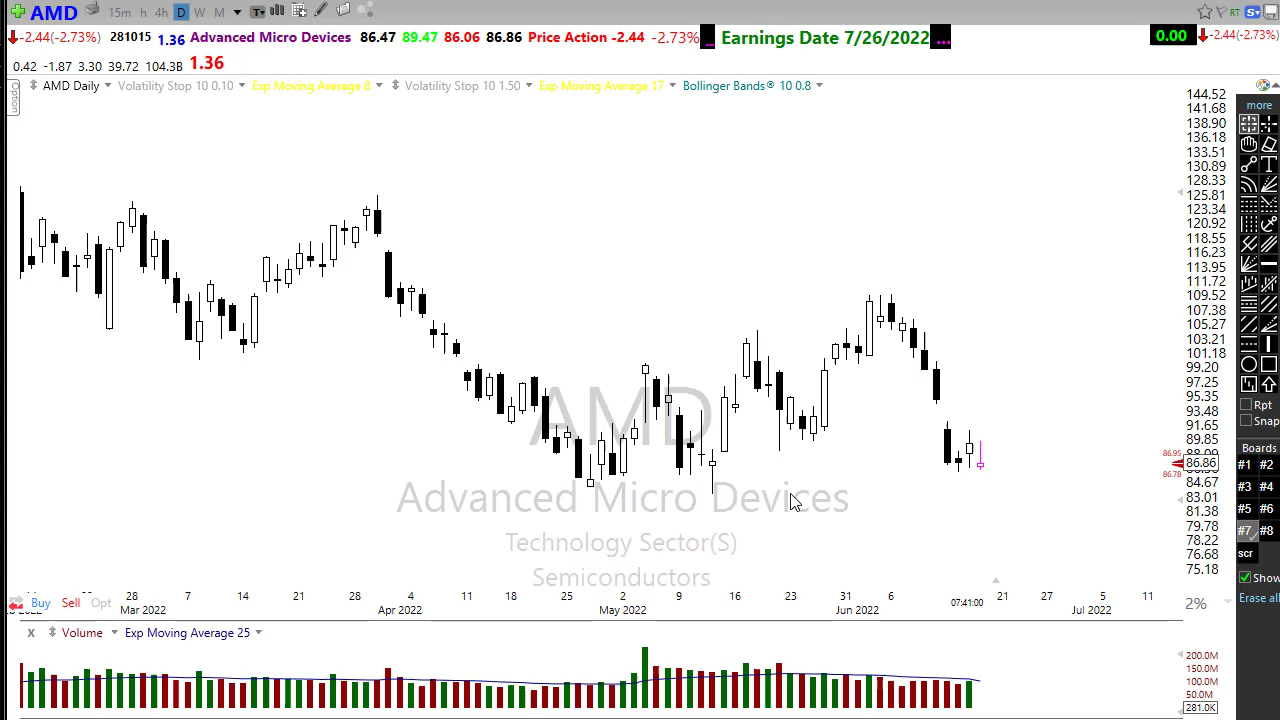 AMD 15m h 4h D W M T RT S
-2.44(-2.73%) 281015 1.36 Advanced Micro Devices 86.47 89.47 86.06 86.86 Price Action -2.44 -2.73% ... Earnings Date 7/26/2022 ... 0.00 -2.44(-2.73%)
0.42 -1.87 3.30 39.72 104.3B 1.36
Option
AMD Daily Volatility Stop 10 0.10 Exp Moving Average 8 Volatility Stop 10 1.50 Exp Moving Average 17 Bollinger Bands® 10 0.8
144.52
141.68
138.90
136.18
133.51
130.89
128.33
125.81
123.34
120.92
118.55
116.23
113.95
111.72
109.52
107.38
105.27
103.21
101.18
99.20
97.25
95.35
93.48
91.65
89.85
86.95
86.86
86.78
84.67
83.01
81.38
79.78
78.22
76.68
75.18
more
T
Rpt
Snap
Boards
#1 #2
#3 #4
#5 #6
#7 #8
scr
Show
Erase all
AMD
Advanced Micro Devices
Technology Sector(S)
Semiconductors
28 7 14 21 28 4 11 18 25 2 9 16 23 31 6 21 27 5 11
Mar 2022 Apr 2022 May 2022 Jun 2022 07:41:00 Jul 2022
Buy Sell Opt
2%
X Volume Exp Moving Average 25
200.0M
150.0M
100.0M
50.0M
281.0K